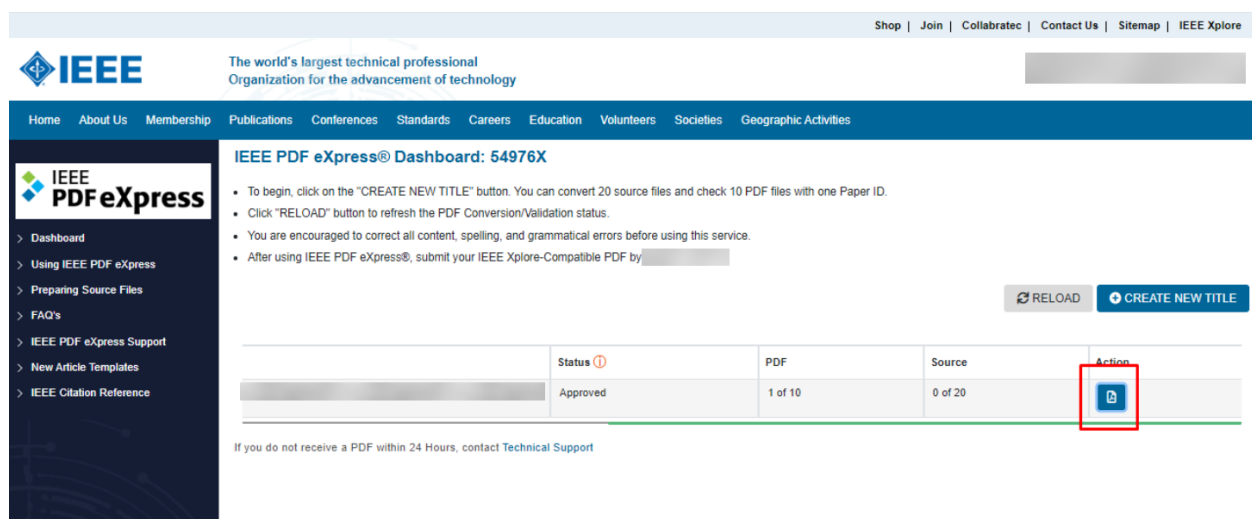 Shop | Join | Collabratec | Contact Us | Sitemap | IEEE Xplore
IEEE
The world's largest technical professional
Organization for the advancement of technology
Home About Us Membership Publications Conferences Standards Careers Education Volunteers Societies Geographic Activities
IEEE
PDF eXpress
> Dashboard
> Using IEEE PDF eXpress
> Preparing Source Files
> FAQ's
> IEEE PDF eXpress Support
> New Article Templates
> IEEE Citation Reference
IEEE PDF eXpress® Dashboard: 54976X
• To begin, click on the "CREATE NEW TITLE" button. You can convert 20 source files and check 10 PDF files with one Paper ID.
• Click "RELOAD" button to refresh the PDF Conversion/Validation status.
• You are encouraged to correct all content, spelling, and grammatical errors before using this service.
• After using IEEE PDF eXpress®, submit your IEEE Xplore-Compatible PDF by
RELOAD CREATE NEW TITLE
Status PDF Source Action
Approved 1 of 10 0 of 20
If you do not receive a PDF within 24 Hours, contact Technical Support